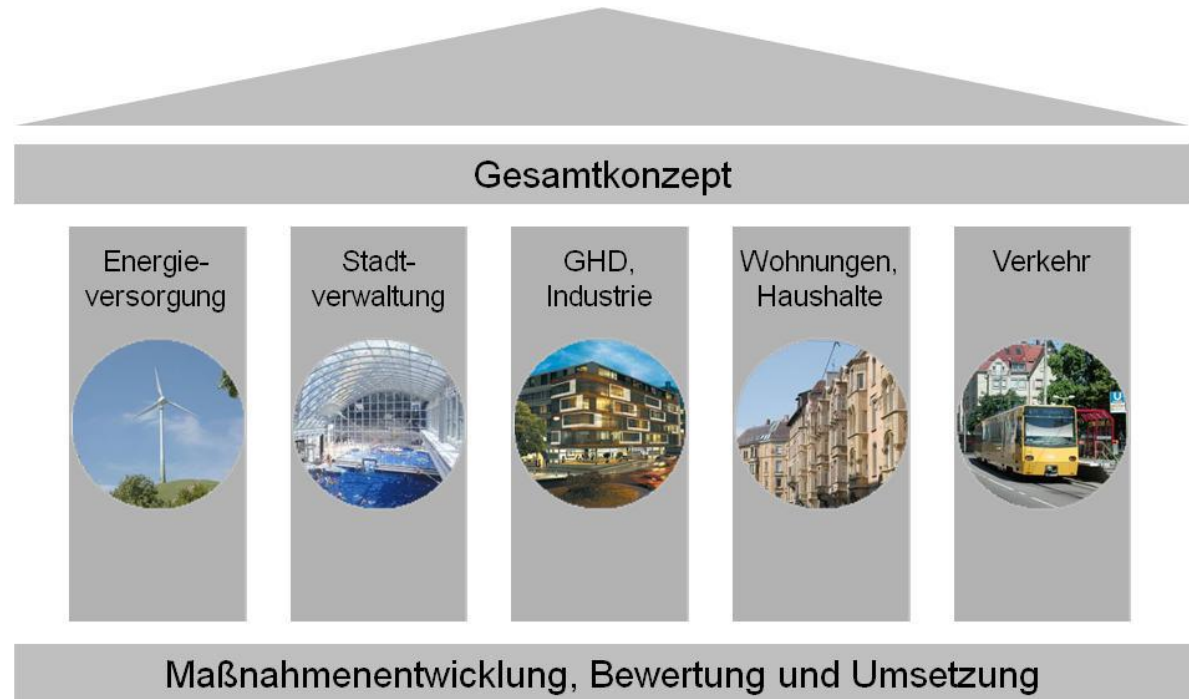 Gesamtkonzept
Energie-
versorgung
Stadt-
verwaltung
GHD,
Industrie
Wohnungen,
Haushalte
Verkehr
U
Maßnahmenentwicklung, Bewertung und Umsetzung